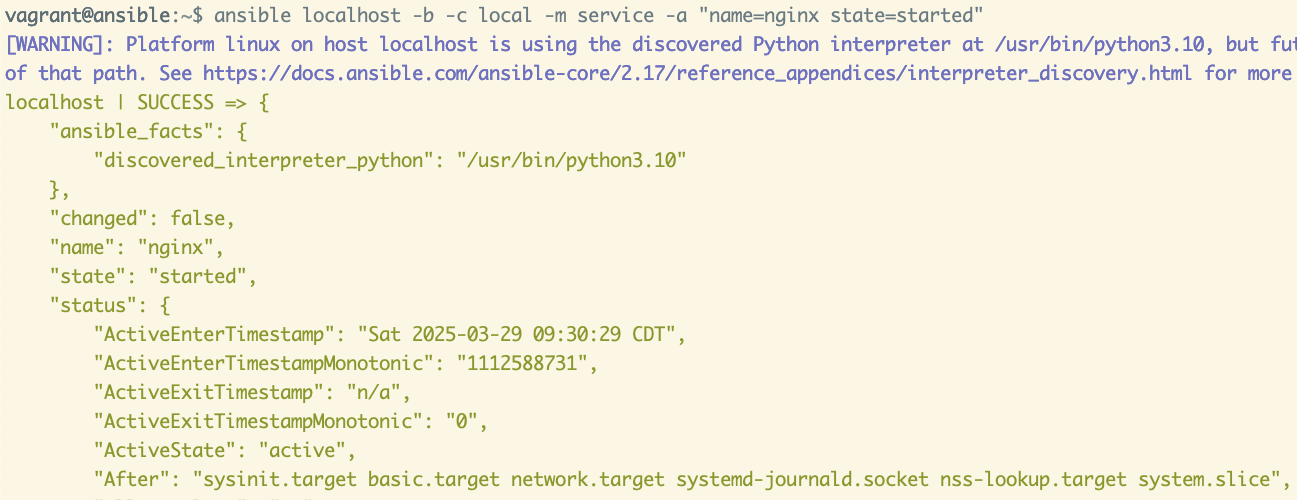 vagrant@ansible:~$ ansible localhost -b -c local -m service -a "name=nginx state=started"
[WARNING]: Platform linux on host localhost is using the discovered Python interpreter at /usr/bin/python3.10, but
of that path. See https://docs.ansible.com/ansible-core/2.17/reference_appendices/interpreter_discovery.html for more
localhost | SUCCESS => {
    "ansible_facts": {
        "discovered_interpreter_python": "/usr/bin/python3.10"
    },
    "changed": false,
    "name": "nginx",
    "state": "started",
    "status": {
        "ActiveEnterTimestamp": "Sat 2025-03-29 09:30:29 CDT",
        "ActiveEnterTimestampMonotonic": "1112588731",
        "ActiveExitTimestamp": "n/a",
        "ActiveExitTimestampMonotonic": "0",
        "ActiveState": "active",
        "After": "sysinit.target basic.target network.target systemd-journald.socket nss-lookup.target system.slice",